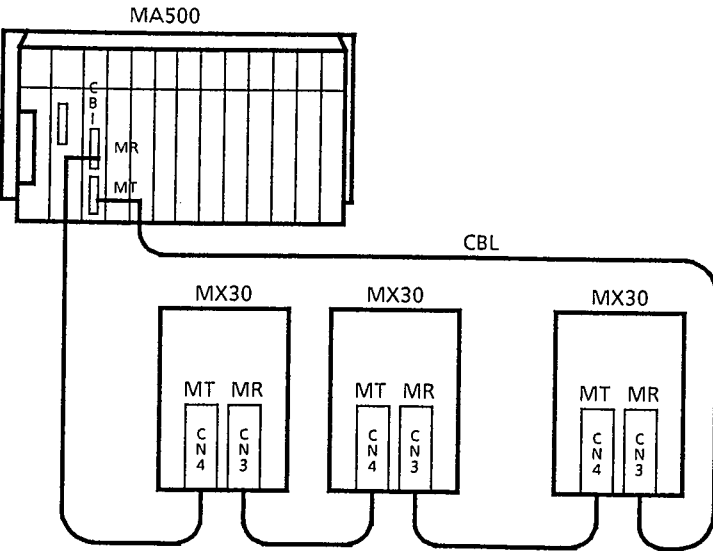 MA500
CBI
MR
MT
CBL
MX30 MX30 MX30
MT MR MT MR MT MR
CN4 CN3 CN4 CN3 CN4 CN3